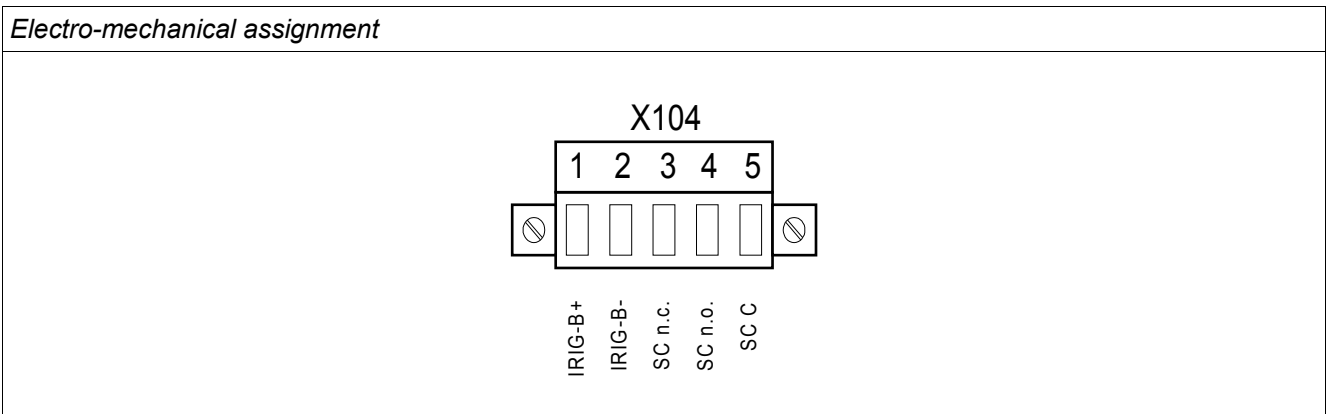 Electro-mechanical assignment
X104
1 2 3 4 5
IRIG-B+
IRIG-B-
SC n.c.
SC n.o.
SC C